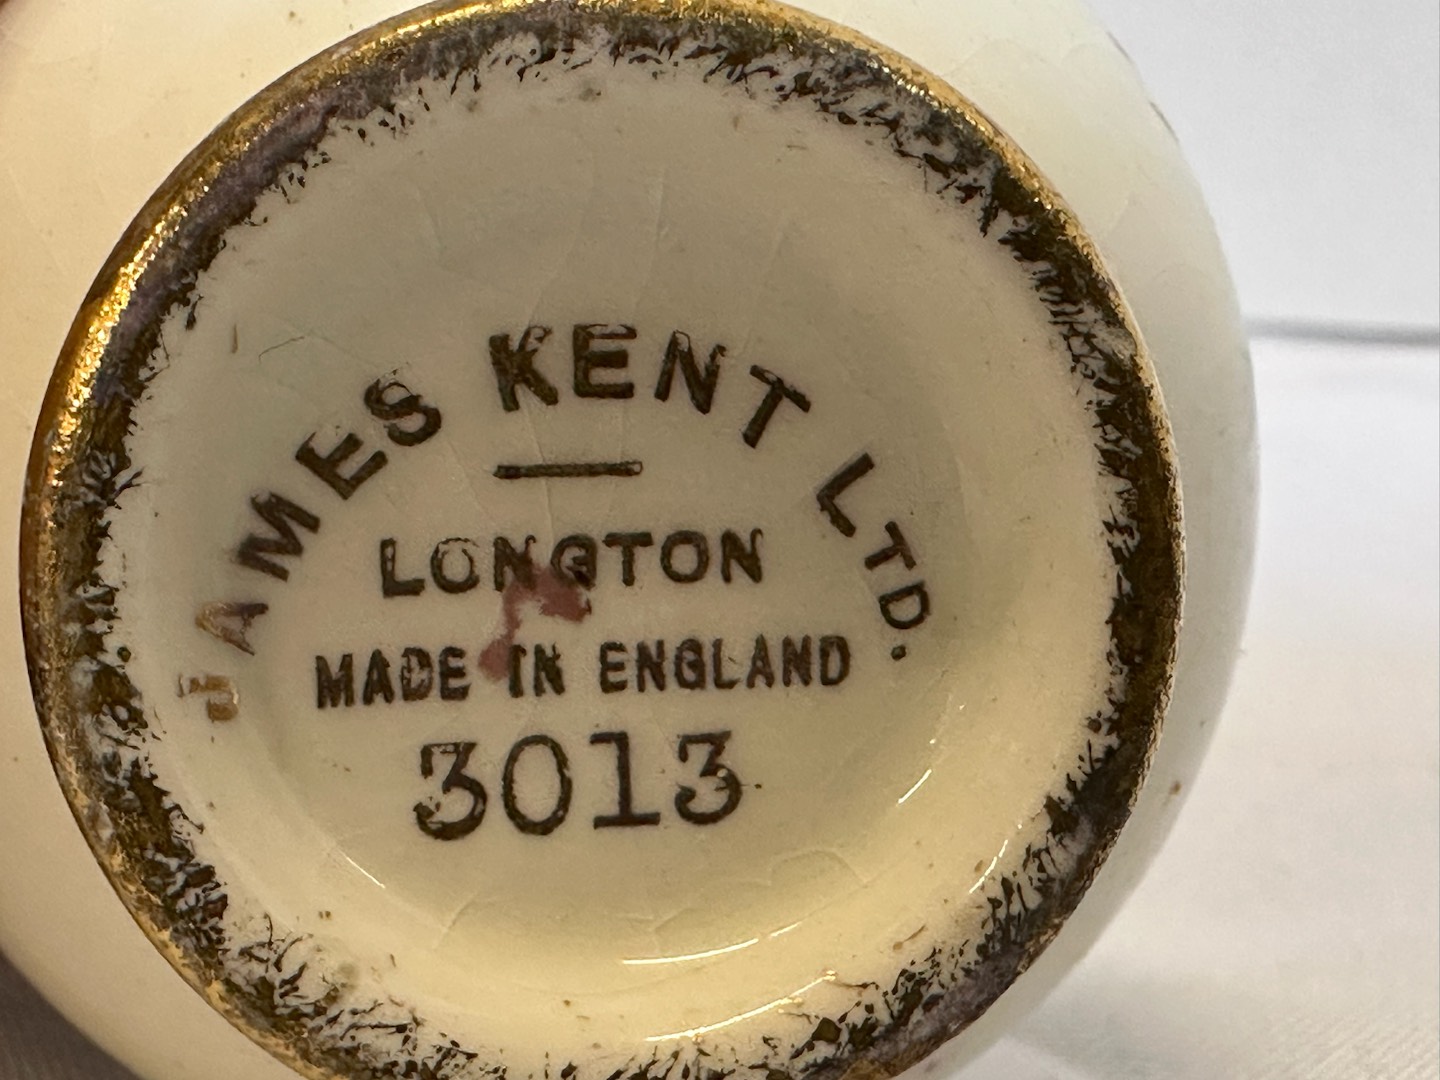 JAMES KENT LTD.
LONGTON
MADE IN ENGLAND
3013